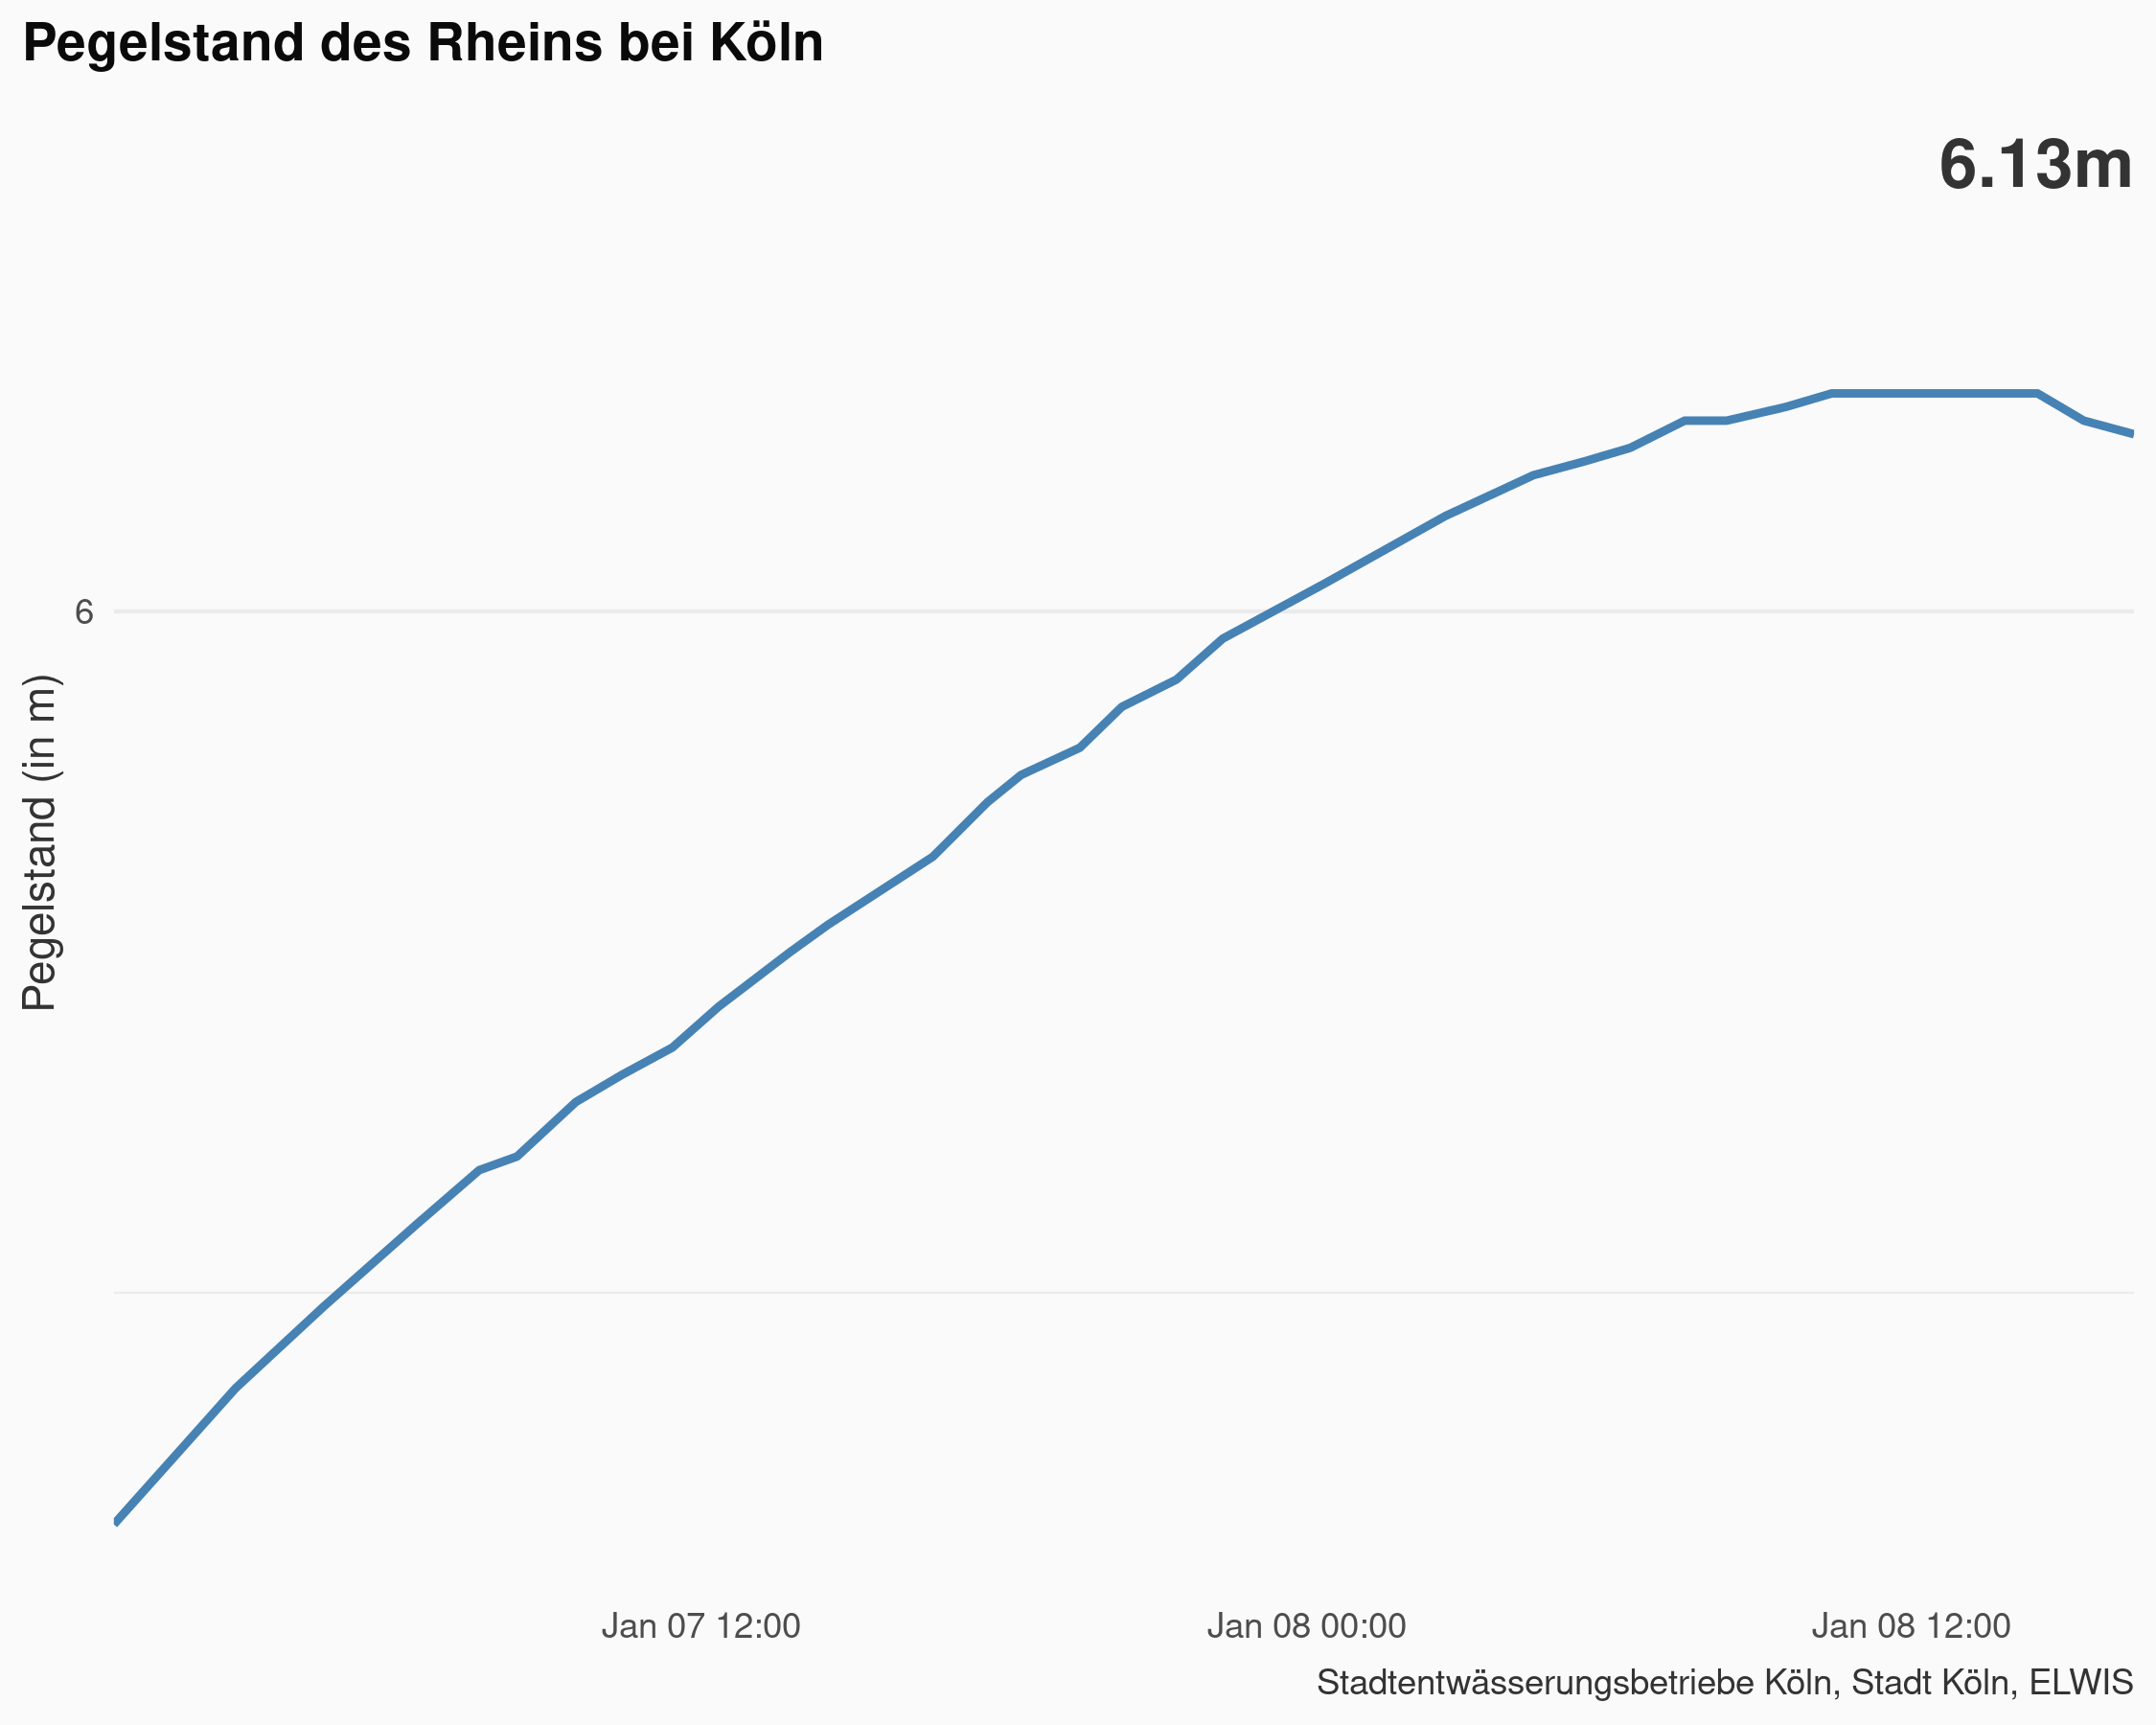 Pegelstand des Rheins bei Köln
6.13m
6
Pegelstand (in m)
Jan 07 12:00
Jan 08 00:00
Jan 08 12:00
Stadtentwässerungsbetriebe Köln, Stadt Köln, ELWIS